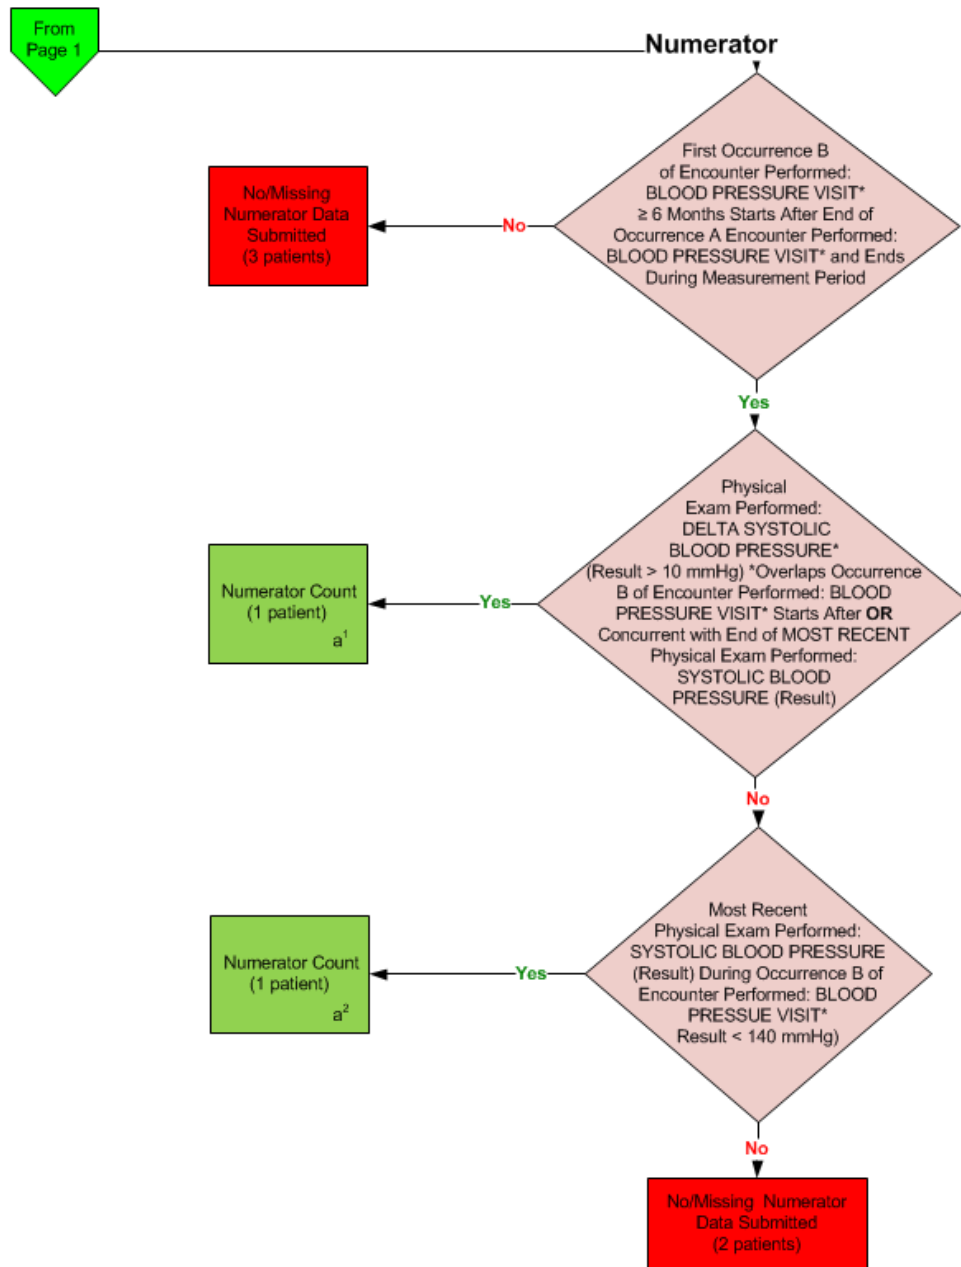 From
Page 1
Numerator
First Occurrence B
of Encounter Performed:
BLOOD PRESSURE VISIT*
≥ 6 Months Starts After End of
Occurrence A Encounter Performed:
BLOOD PRESSURE VISIT* and Ends
During Measurement Period
No
No/Missing
Numerator Data
Submitted
(3 patients)
Yes
Physical
Exam Performed:
DELTA SYSTOLIC
BLOOD PRESSURE*
(Result > 10 mmHg) *Overlaps Occurrence
B of Encounter Performed: BLOOD
PRESSURE VISIT* Starts After OR
Concurrent with End of MOST RECENT
Physical Exam Performed:
SYSTOLIC BLOOD
PRESSURE (Result)
Yes
Numerator Count
(1 patient)
a¹
No
Most Recent
Physical Exam Performed:
SYSTOLIC BLOOD PRESSURE
(Result) During Occurrence B of
Encounter Performed: BLOOD
PRESSUE VISIT*
Result < 140 mmHg)
Yes
Numerator Count
(1 patient)
a²
No
No/Missing Numerator
Data Submitted
(2 patients)